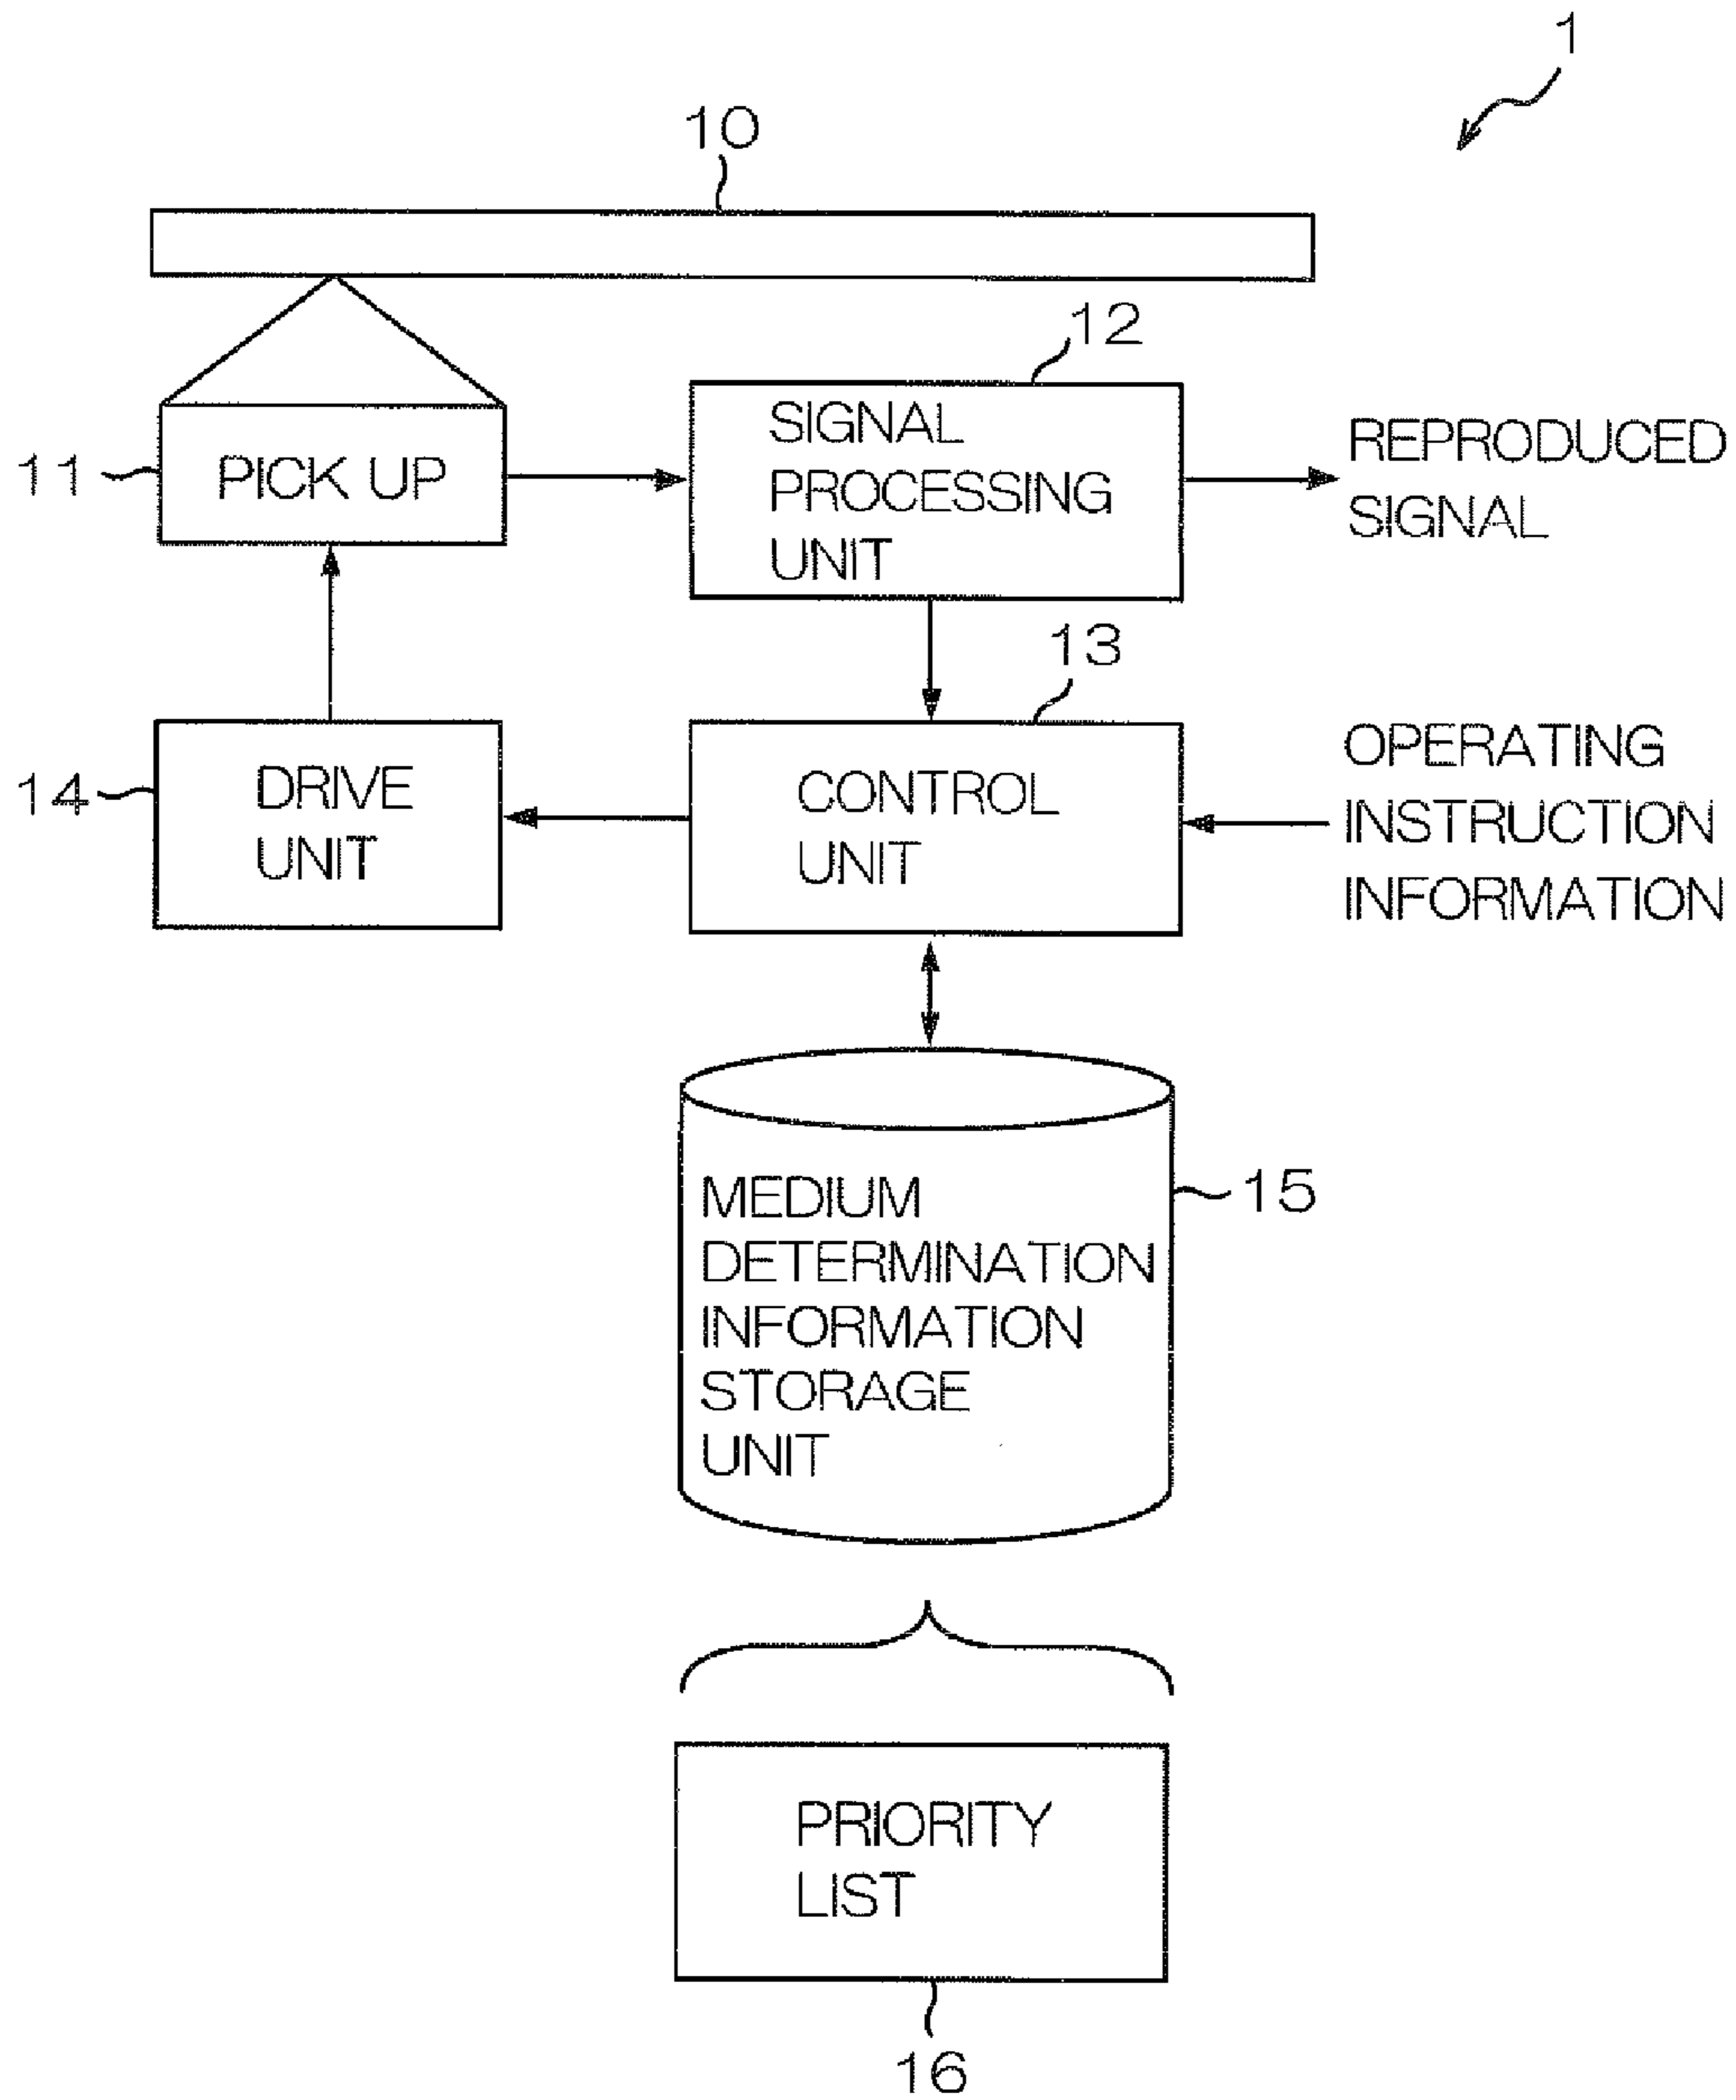 1
10
12
11
PICK UP
SIGNAL
PROCESSING
UNIT
REPRODUCED
SIGNAL
13
14
DRIVE
UNIT
CONTROL
UNIT
OPERATING
INSTRUCTION
INFORMATION
15
MEDIUM
DETERMINATION
INFORMATION
STORAGE
UNIT
PRIORITY
LIST
16